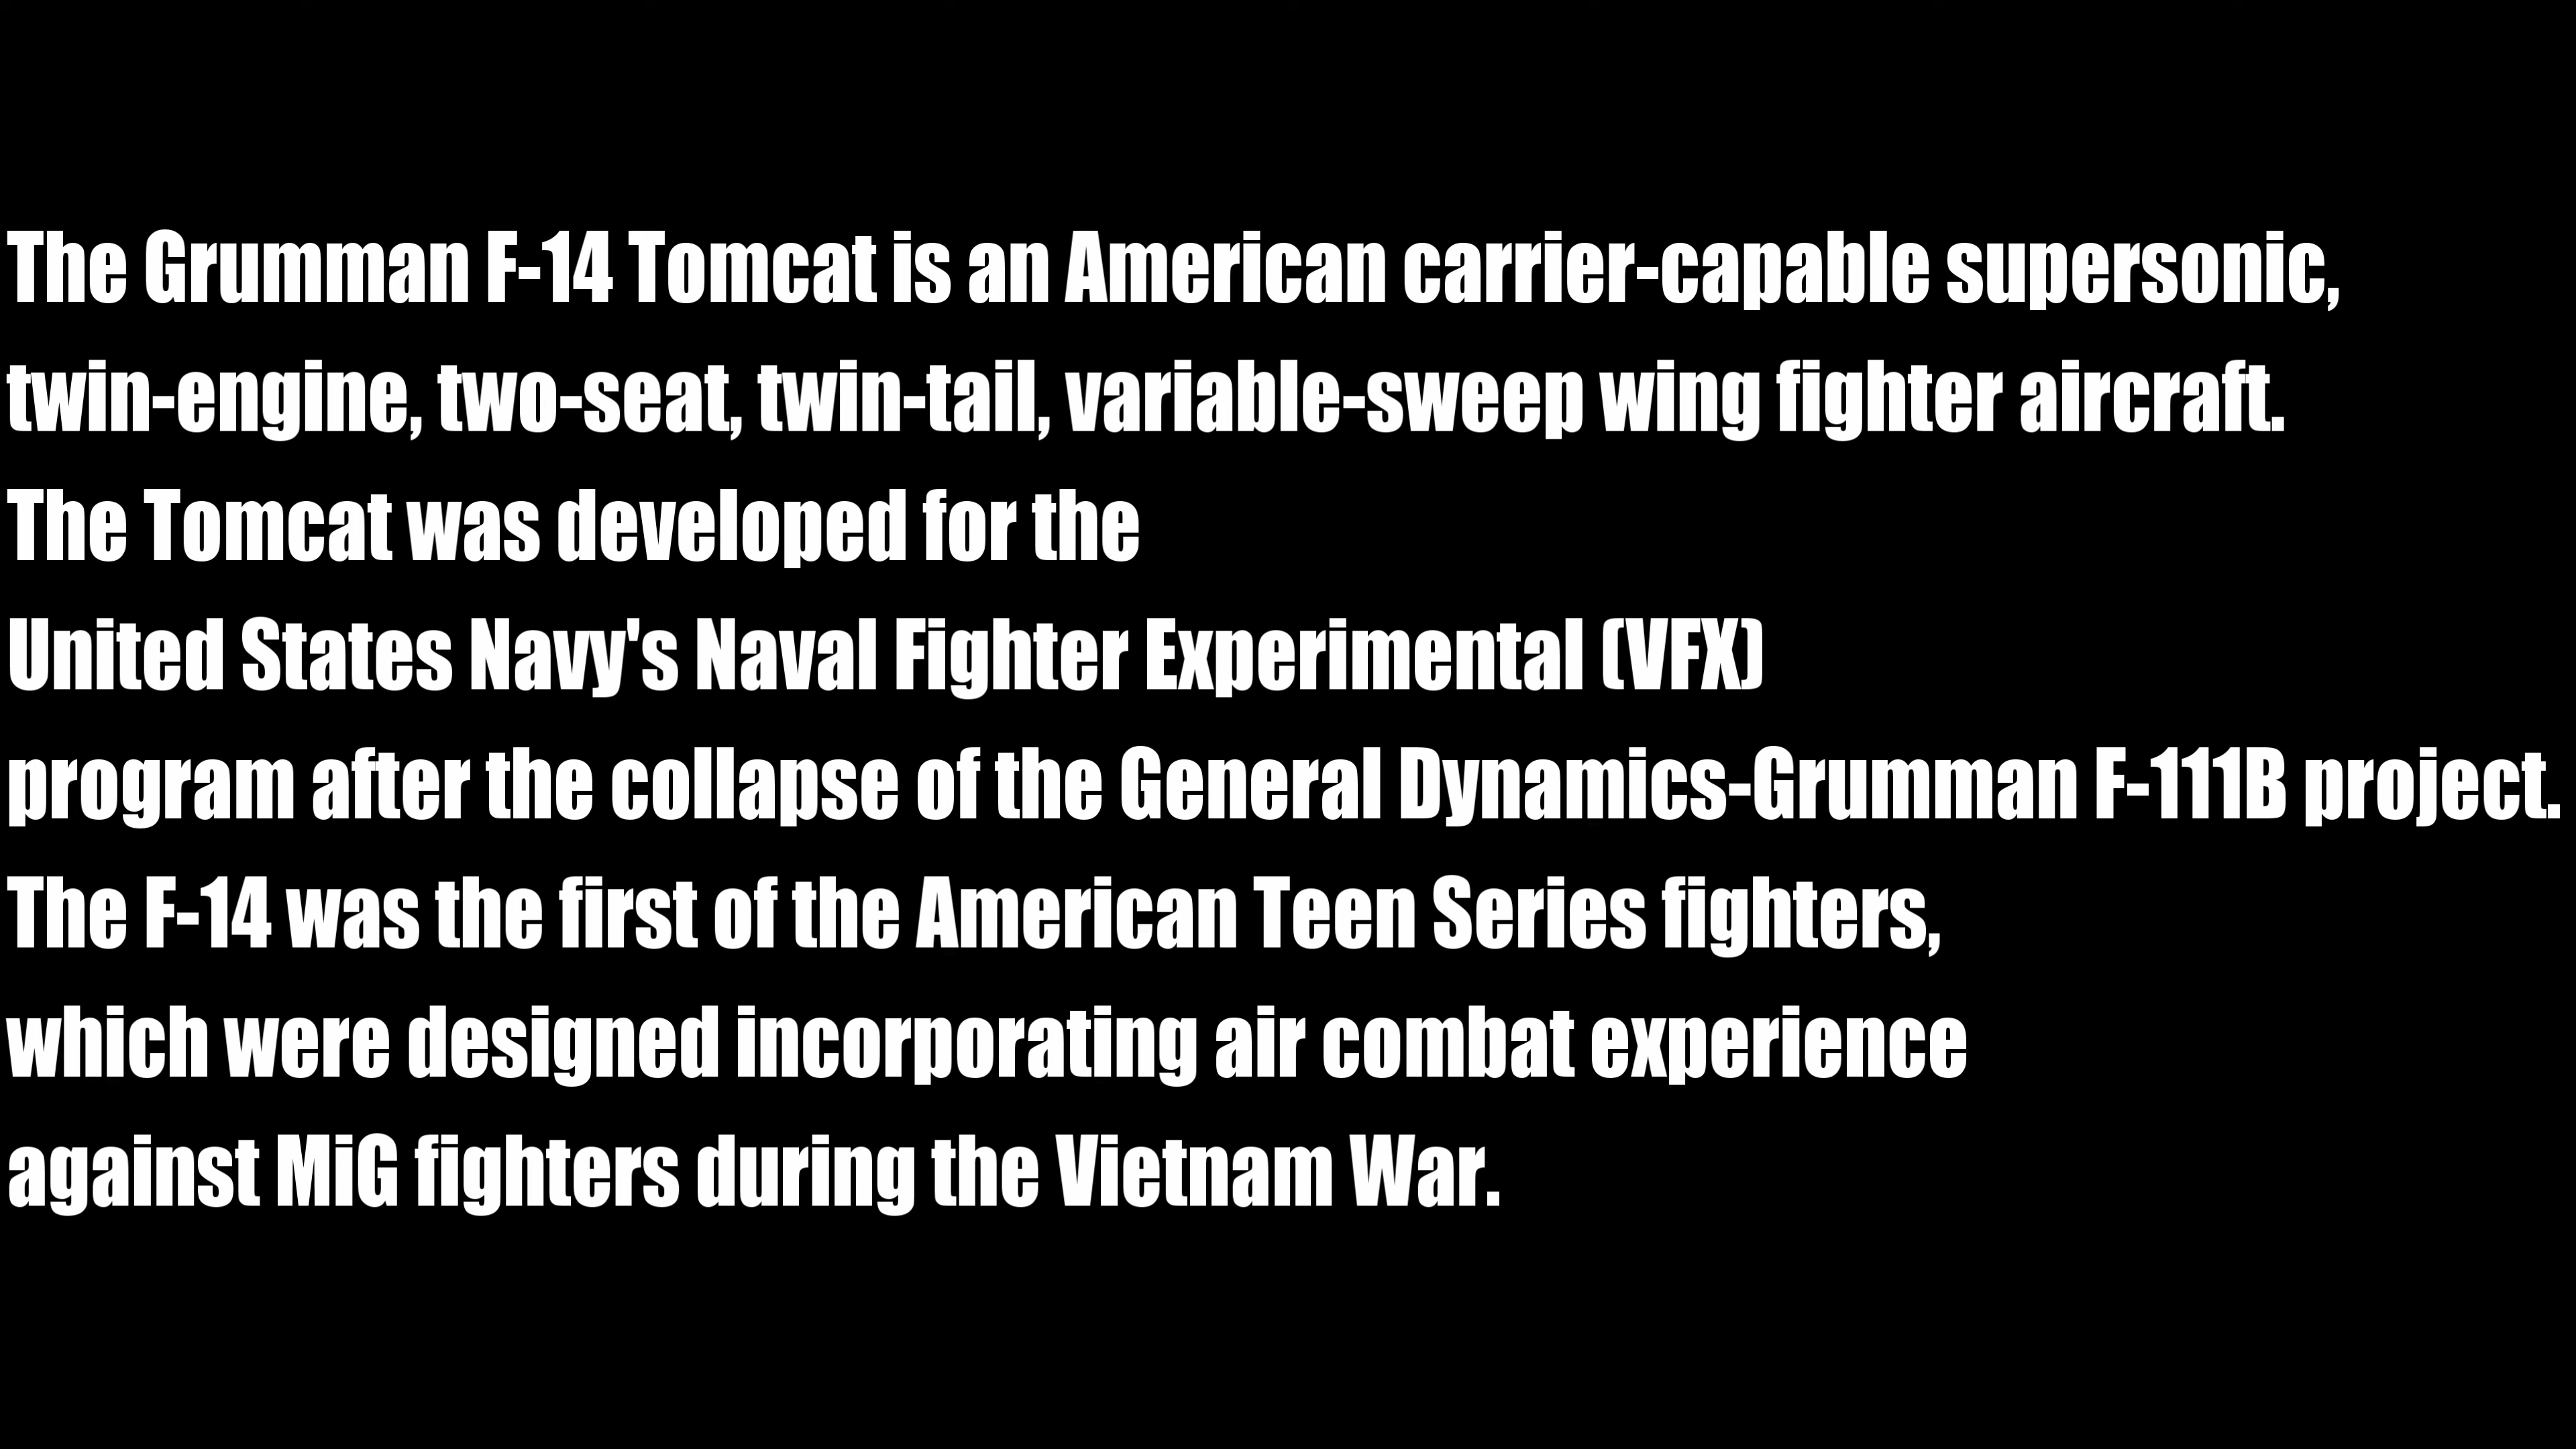 The Grumman F-14 Tomcat is an American carrier-capable supersonic,
twin-engine, two-seat, twin-tail, variable-sweep wing fighter aircraft.
The Tomcat was developed for the
United States Navy's Naval Fighter Experimental (VFX)
program after the collapse of the General Dynamics-Grumman F-111B project.
The F-14 was the first of the American Teen Series fighters,
which were designed incorporating air combat experience
against MiG fighters during the Vietnam War.